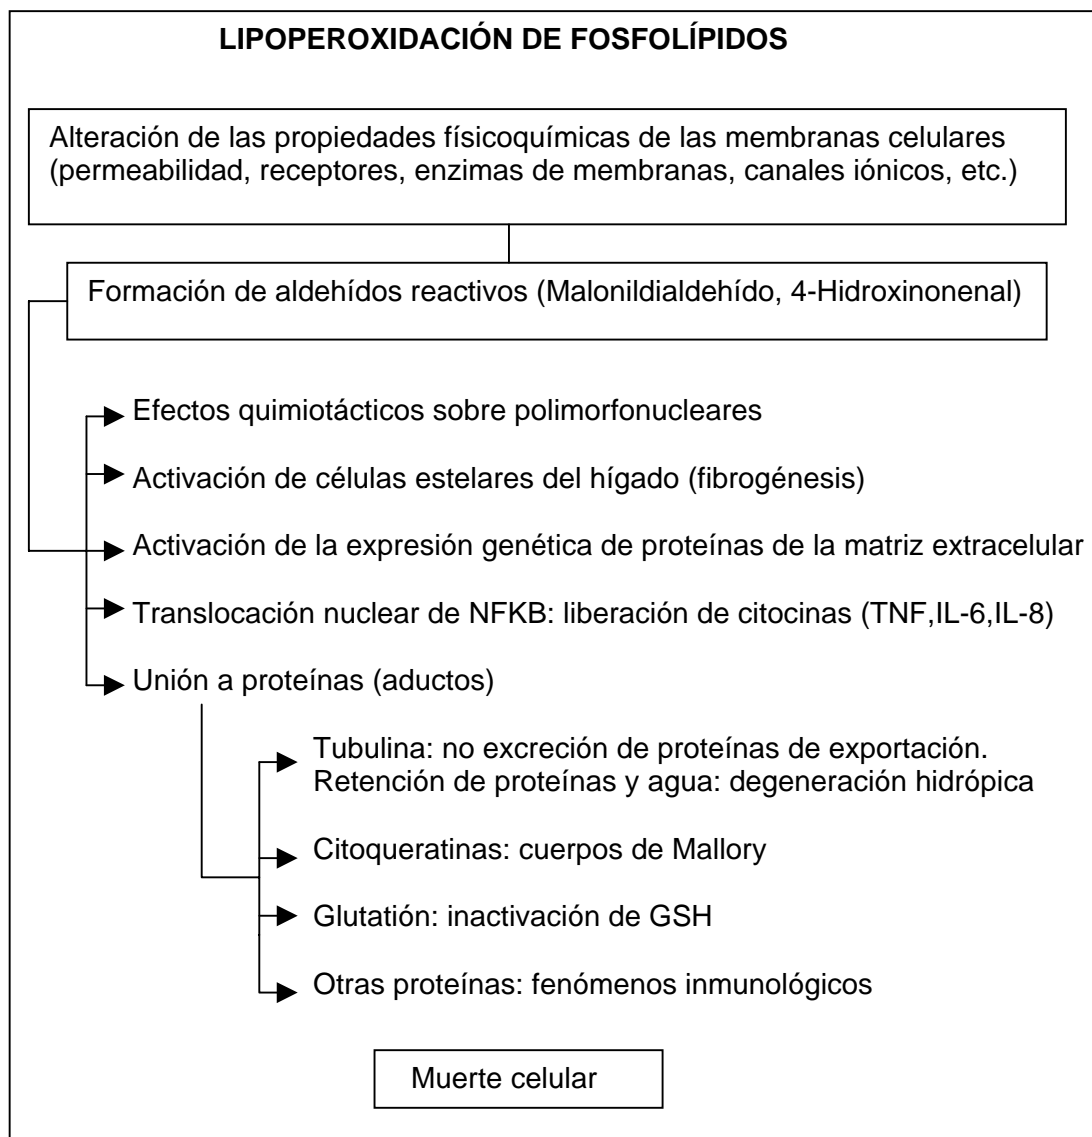 LIPOPEROXIDACIÓN DE FOSFOLÍPIDOS
Alteración de las propiedades físicoquímicas de las membranas celulares
(permeabilidad, receptores, enzimas de membranas, canales iónicos, etc.)
Formación de aldehídos reactivos (Malonildialdehído, 4-Hidroxinonenal)
Efectos quimiotácticos sobre polimorfonucleares
Activación de células estelares del hígado (fibrogénesis)
Activación de la expresión genética de proteínas de la matriz extracelular
Translocación nuclear de NFKB: liberación de citocinas (TNF,IL-6,IL-8)
Unión a proteínas (aductos)
Tubulina: no excreción de proteínas de exportación.
Retención de proteínas y agua: degeneración hidrópica
Citoqueratinas: cuerpos de Mallory
Glutatión: inactivación de GSH
Otras proteínas: fenómenos inmunológicos
Muerte celular